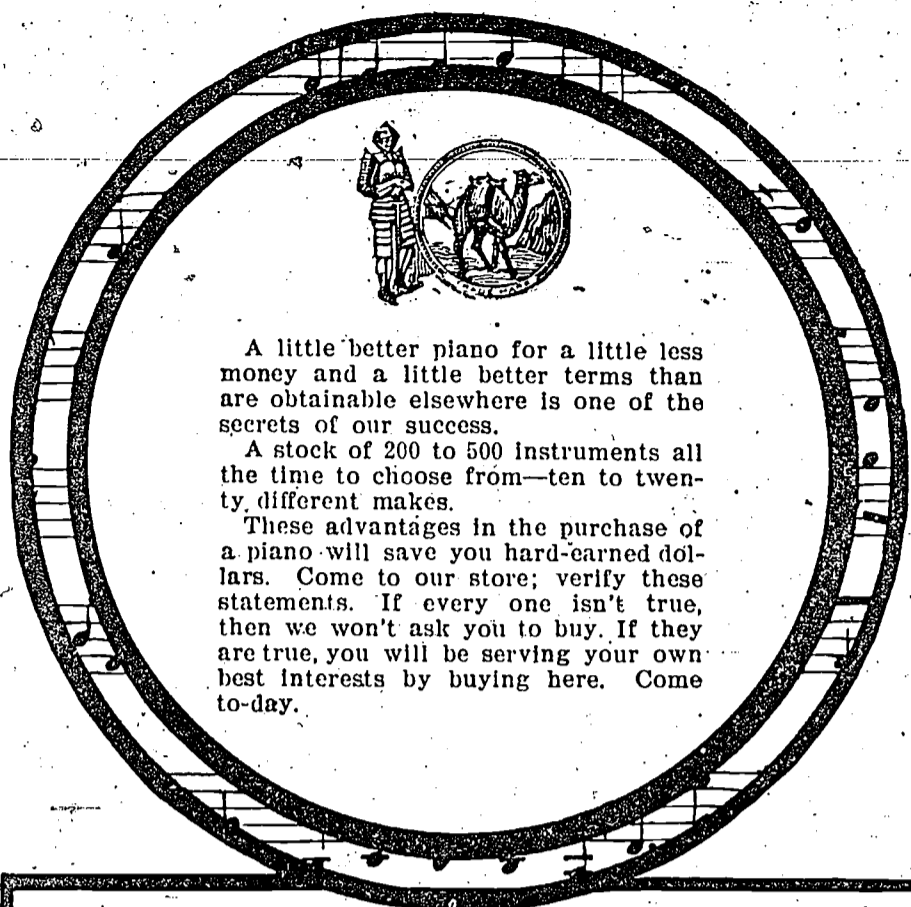 A little better piano for a little less
money and a little better terms than
are obtainable elsewhere is one of the
secrets of our success.
A stock of 200 to 500 instruments all
the time to choose from—ten to twen-
ty different makes.
These advantages in the purchase of
a piano will save you hard-earned dol-
lars. Come to our store; verify these
statements. If every one isn't true,
then we won't ask you to buy. If they
are true, you will be serving your own
best interests by buying here. Come
to-day.